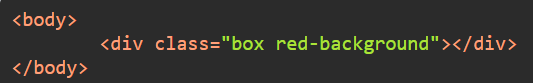 <body>
<div class="box red-background"></div>
</body>